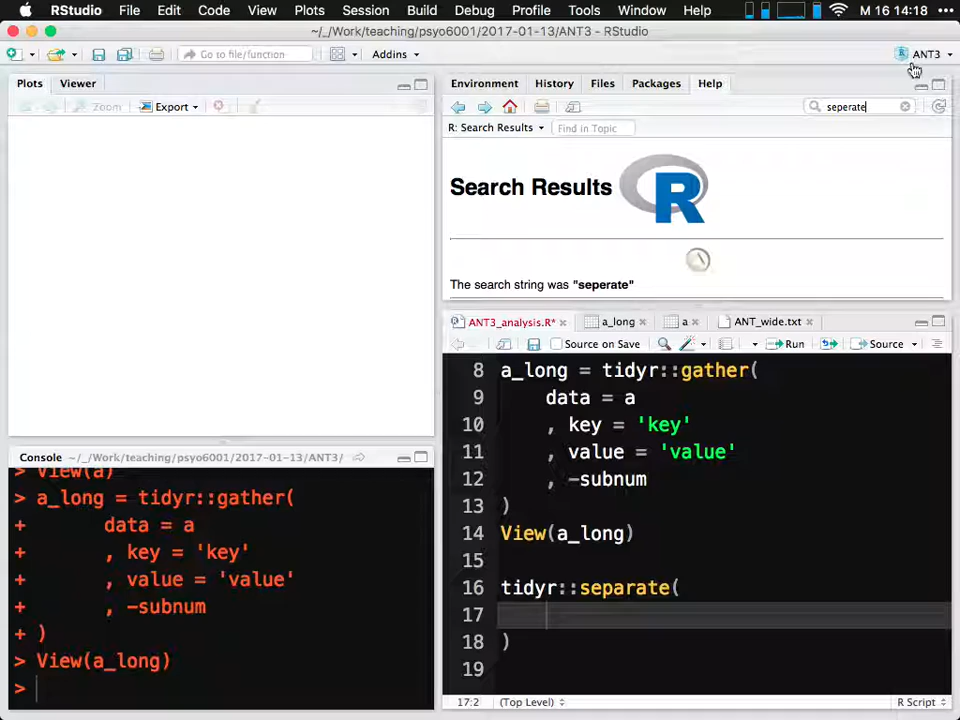 RStudio File Edit Code View Plots Session Build Debug Profile Tools Window Help M 16 14:18
~/_/Work/teaching/psyo6001/2017-01-13/ANT3 - RStudio
Go to file/function Addins ANT3
Plots Viewer
Zoom Export
Environment History Files Packages Help
seperate
R: Search Results Find in Topic
Search Results R
The search string was "seperate"
ANT3_analysis.R* a_long a ANT_wide.txt
Source on Save Run Source
8 a_long = tidyr::gather(
9 data = a
10 , key = 'key'
11 , value = 'value'
12 , -subnum
13 )
14 View(a_long)
15
16 tidyr::separate(
17
18 )
19
17:2 (Top Level) R Script
Console ~/_/Work/teaching/psyo6001/2017-01-13/ANT3/
> View(a)
> a_long = tidyr::gather(
+ data = a
+ , key = 'key'
+ , value = 'value'
+ , -subnum
+ )
> View(a_long)
>